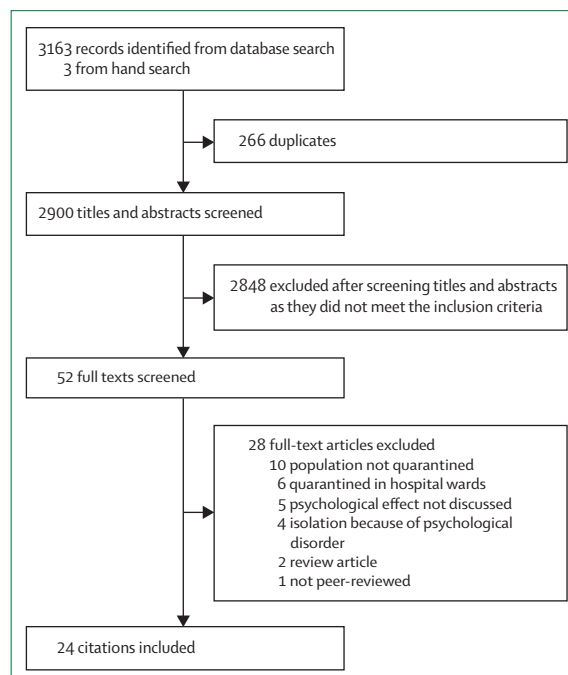 3163 records identified from database search
3 from hand search
266 duplicates
2900 titles and abstracts screened
2848 excluded after screening titles and abstracts
as they did not meet the inclusion criteria
52 full texts screened
28 full-text articles excluded
10 population not quarantined
6 quarantined in hospital wards
5 psychological effect not discussed
4 isolation because of psychological
disorder
2 review article
1 not peer-reviewed
24 citations included